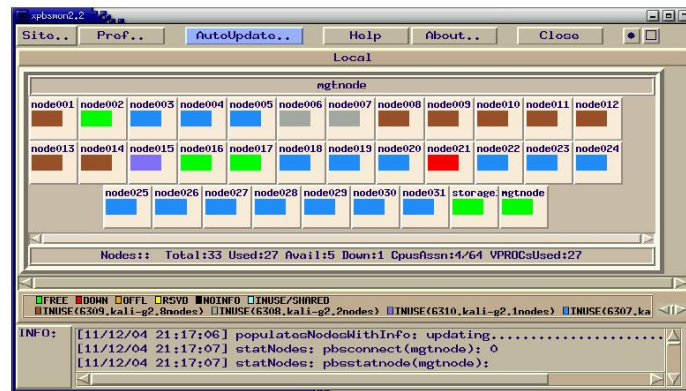 xpbsmon2.2
Site.. Pref.. AutoUpdate.. Help About.. Close
Local
mgtnode
node001 node002 node003 node004 node005 node006 node007 node008 node009 node010 node011 node012
node013 node014 node015 node016 node017 node018 node019 node020 node021 node022 node023 node024
node025 node026 node027 node028 node029 node030 node031 storage mgtnode
Nodes:: Total:33 Used:27 Avail:5 Down:1 CpusAssn:4/64 VPROCsUsed:27
FREE DOWN OFFL RSVD NOINFO INUSE/SHARED
INUSE(6309.kali-g2.8nodes) INUSE(6308.kali-g2.2nodes) INUSE(6310.kali-g2.1nodes) INUSE(6307.ka
INFO: [11/12/04 21:17:06] populatesNodesWithInfo: updating......................
[11/12/04 21:17:07] statNodes: pbsconnect(mgtnode): 0
[11/12/04 21:17:07] statNodes: pbsstatnode(mgtnode):